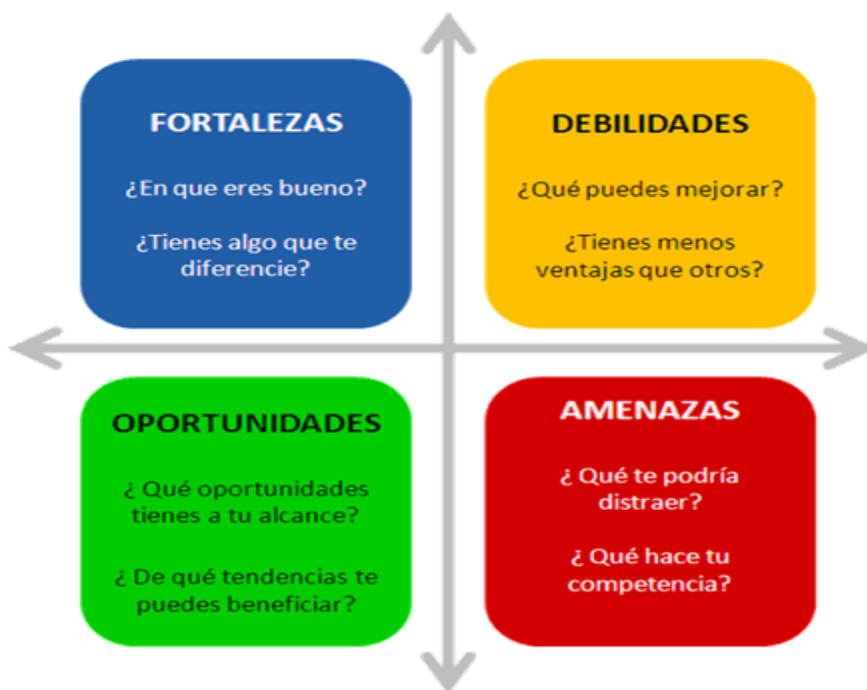 FORTALEZAS
¿En que eres bueno?
¿Tienes algo que te
diferencie?
DEBILIDADES
¿Qué puedes mejorar?
¿Tienes menos
ventajas que otros?
OPORTUNIDADES
¿ Qué oportunidades
tienes a tu alcance?
¿ De qué tendencias te
puedes beneficiar?
AMENAZAS
¿ Qué te podría
distraer?
¿ Qué hace tu
competencia?